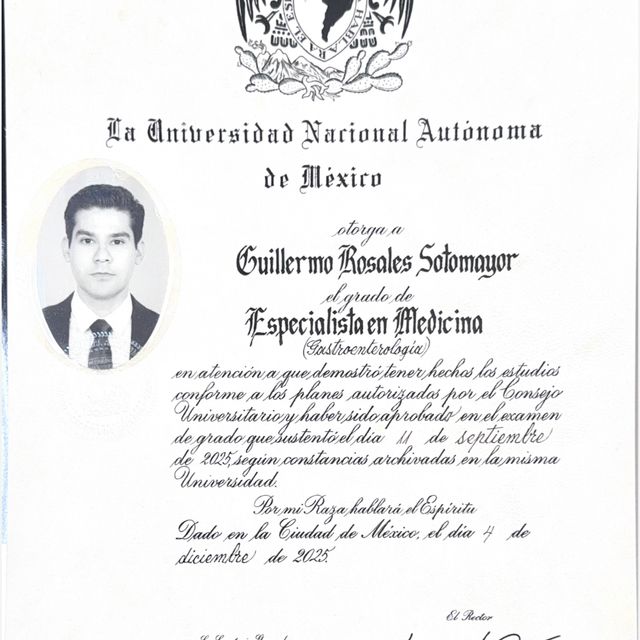 HABLARA EL ES
La Universidad Nacional Autónoma
de México
otorga a
Guillermo Rosales Sotomayor
el grado de
Especialista en Medicina
(Gastroenterología)
en atención a que demostró tener hechos los estudios
conforme a los planes autorizados por el Consejo
Universitario y haber sido aprobado en el examen
de grado que sustentó el día 11 de septiembre
de 2025, según constancias archivadas en la misma
Universidad.
Por mi Raza hablará el Espíritu
Dado en la Ciudad de México, el día 4 de
diciembre de 2025.
El Rector